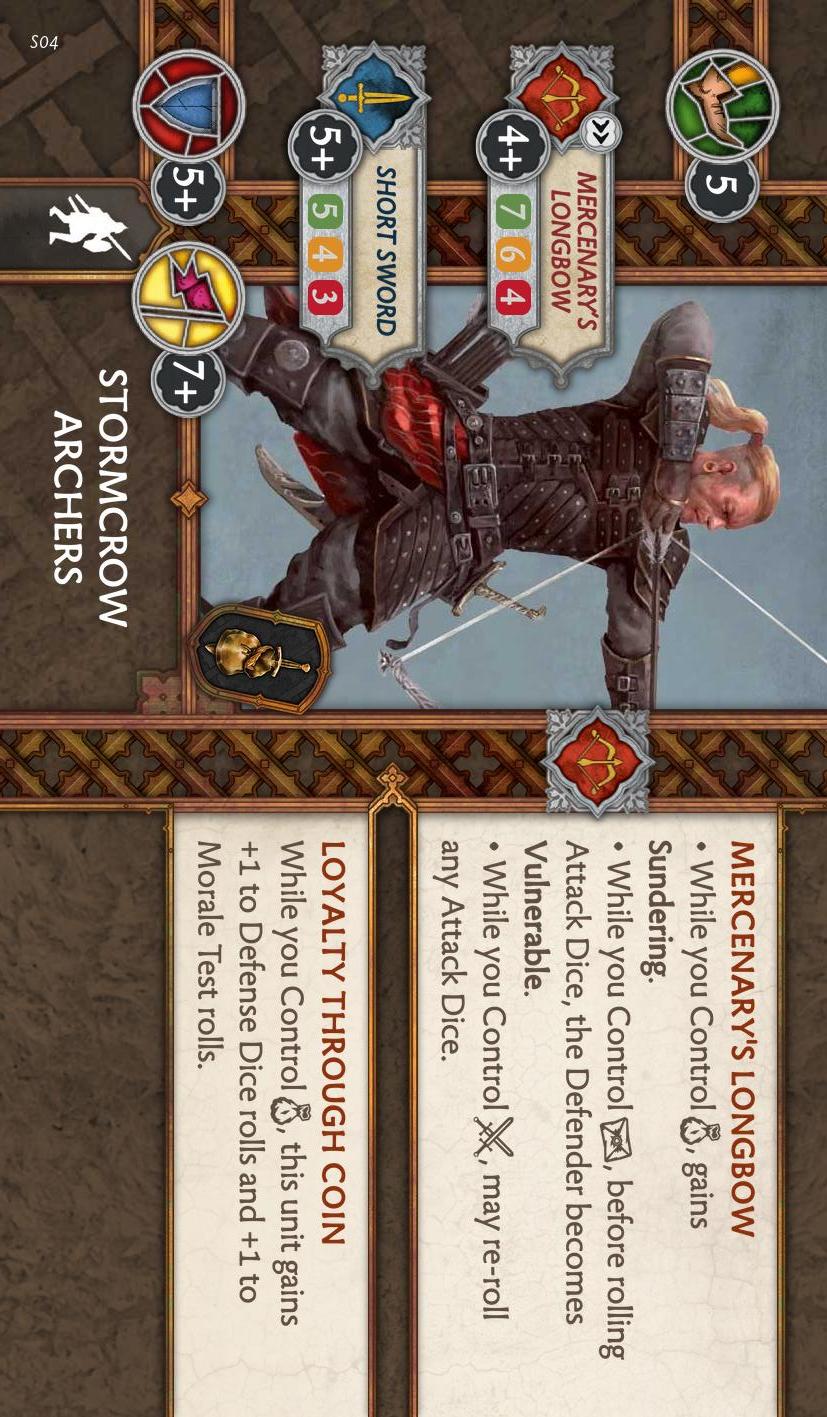 5
MERCENARY'S
LONGBOW
4+
7 6 4
SHORT SWORD
5+
5 4 3
5+
7+
STORMCROW
ARCHERS
S04
MERCENARY'S LONGBOW
• While you Control , gains
Sundering.
• While you Control , before rolling
Attack Dice, the Defender becomes
Vulnerable.
• While you Control , may re-roll
any Attack Dice.
LOYALTY THROUGH COIN
While you Control , this unit gains
+1 to Defense Dice rolls and +1 to
Morale Test rolls.